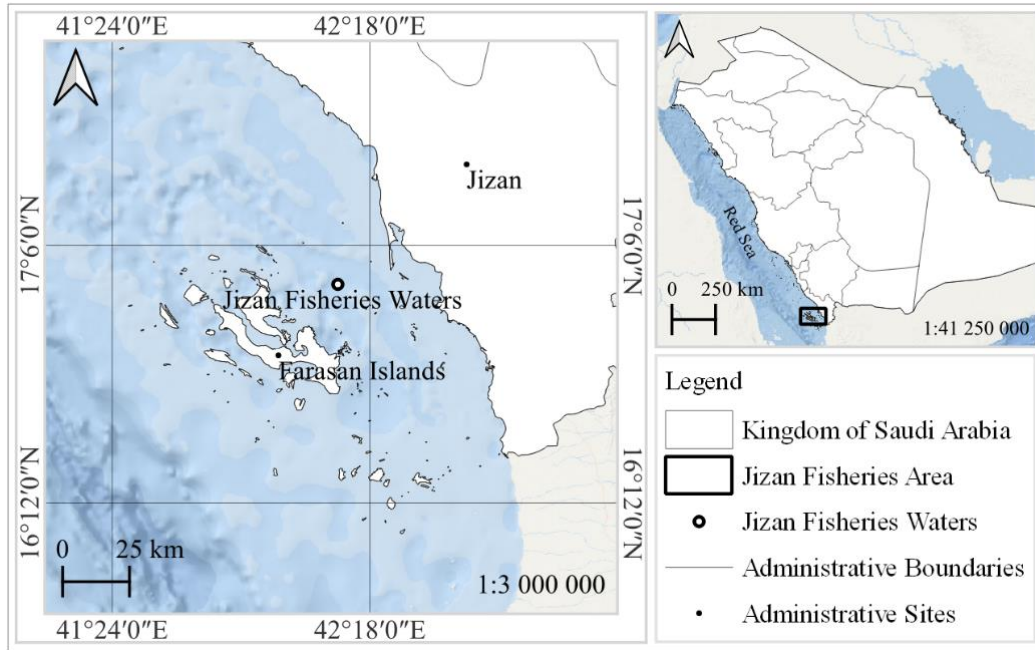 41°24′0″E
42°18′0″E
17°6′0″N
17°6′0″N
16°12′0″N
16°12′0″N
Jizan
Jizan Fisheries Waters
Farasan Islands
0 25 km
1:3 000 000
41°24′0″E
42°18′0″E
Red Sea
0 250 km
1:41 250 000
Legend
Kingdom of Saudi Arabia
Jizan Fisheries Area
Jizan Fisheries Waters
Administrative Boundaries
Administrative Sites